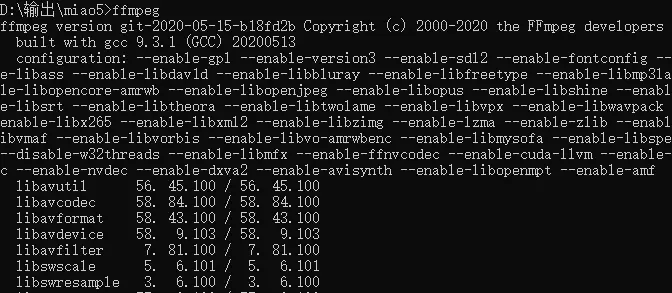 D:\输出\miao5>ffmpeg
ffmpeg version git-2020-05-15-b18fd2b Copyright (c) 2000-2020 the FFmpeg developers
built with gcc 9.3.1 (GCC) 20200513
configuration: --enable-gpl --enable-version3 --enable-sdl2 --enable-fontconfig --
e-libass --enable-libdav1d --enable-libbluray --enable-libfreetype --enable-libmp3la
le-libopencore-amrwb --enable-libopenjpeg --enable-libopus --enable-libshine --enabl
e-libsrt --enable-libtheora --enable-libtwolame --enable-libvpx --enable-libwavpack
enable-libx265 --enable-libxml2 --enable-libzimg --enable-lzma --enable-zlib --enabl
libvmaf --enable-libvorbis --enable-libvo-amrwbenc --enable-libmysofa --enable-libspe
--disable-w32threads --enable-libmfx --enable-ffnvcodec --enable-cuda-llvm --enable-
c --enable-nvdec --enable-dxva2 --enable-avisynth --enable-libopenmpt --enable-amf
libavutil 56. 45.100 / 56. 45.100
libavcodec 58. 84.100 / 58. 84.100
libavformat 58. 43.100 / 58. 43.100
libavdevice 58. 9.103 / 58. 9.103
libavfilter 7. 81.100 / 7. 81.100
libswscale 5. 6.101 / 5. 6.101
libswresample 3. 6.100 / 3. 6.100